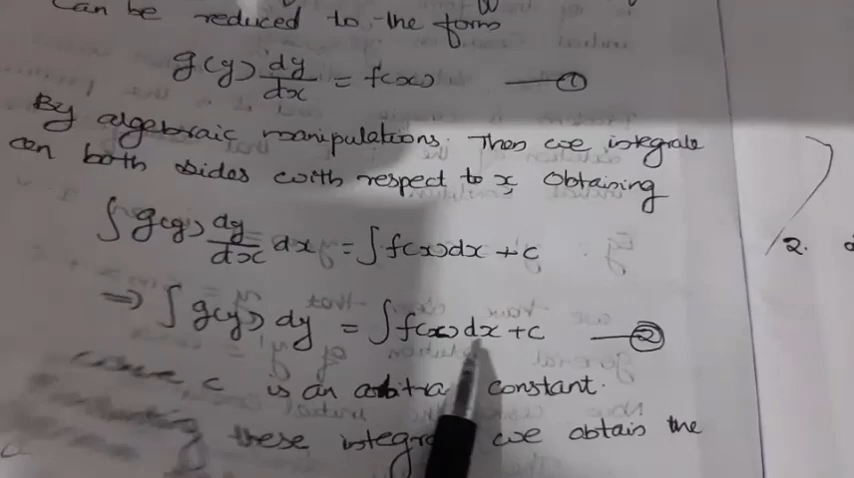 can be reduced to the form
g(y) dy/dx = f(x) — ①
By algebraic manipulations. Then we integrate
can both sides with respect to x, obtaining
∫ g(y) dy/dx dx = ∫ f(x) dx + c
⇒ ∫ g(y) dy = ∫ f(x) dx + c — ②
c is an constant.
these we obtain the
2.